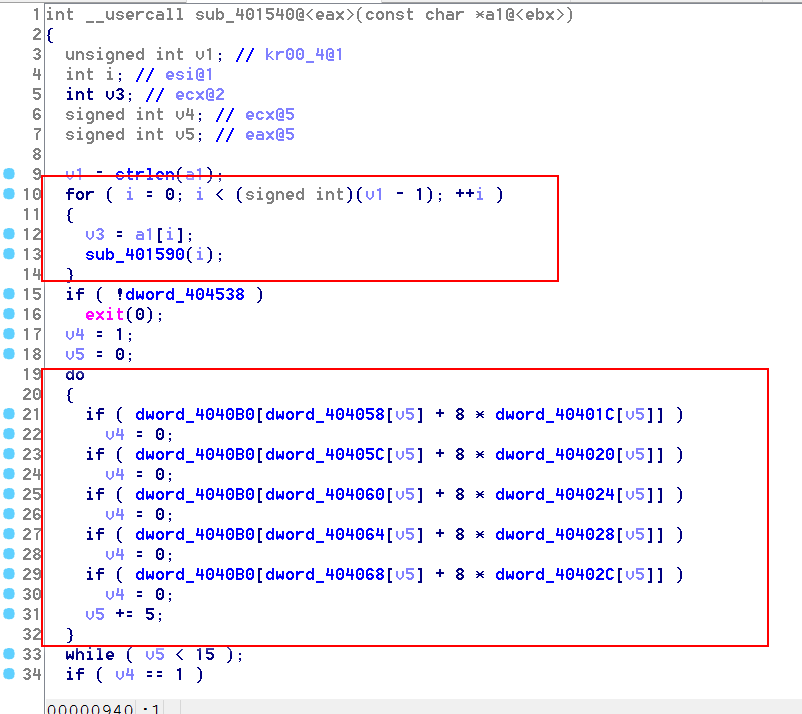 1 int __usercall sub_401540@<eax>(const char *a1@<ebx>)
2 {
3 unsigned int v1; // kr00_4@1
4 int i; // esi@1
5 int v3; // ecx@2
6 signed int v4; // ecx@5
7 signed int v5; // eax@5
8
9 v1 = strlen(a1);
10 for ( i = 0; i < (signed int)(v1 - 1); ++i )
11 {
12 v3 = a1[i];
13 sub_401590(i);
14 }
15 if ( !dword_404538 )
16 exit(0);
17 v4 = 1;
18 v5 = 0;
19 do
20 {
21 if ( dword_4040B0[dword_404058[v5] + 8 * dword_40401C[v5]] )
22 v4 = 0;
23 if ( dword_4040B0[dword_40405C[v5] + 8 * dword_404020[v5]] )
24 v4 = 0;
25 if ( dword_4040B0[dword_404060[v5] + 8 * dword_404024[v5]] )
26 v4 = 0;
27 if ( dword_4040B0[dword_404064[v5] + 8 * dword_404028[v5]] )
28 v4 = 0;
29 if ( dword_4040B0[dword_404068[v5] + 8 * dword_40402C[v5]] )
30 v4 = 0;
31 v5 += 5;
32 }
33 while ( v5 < 15 );
34 if ( v4 == 1 )
00000940 :1